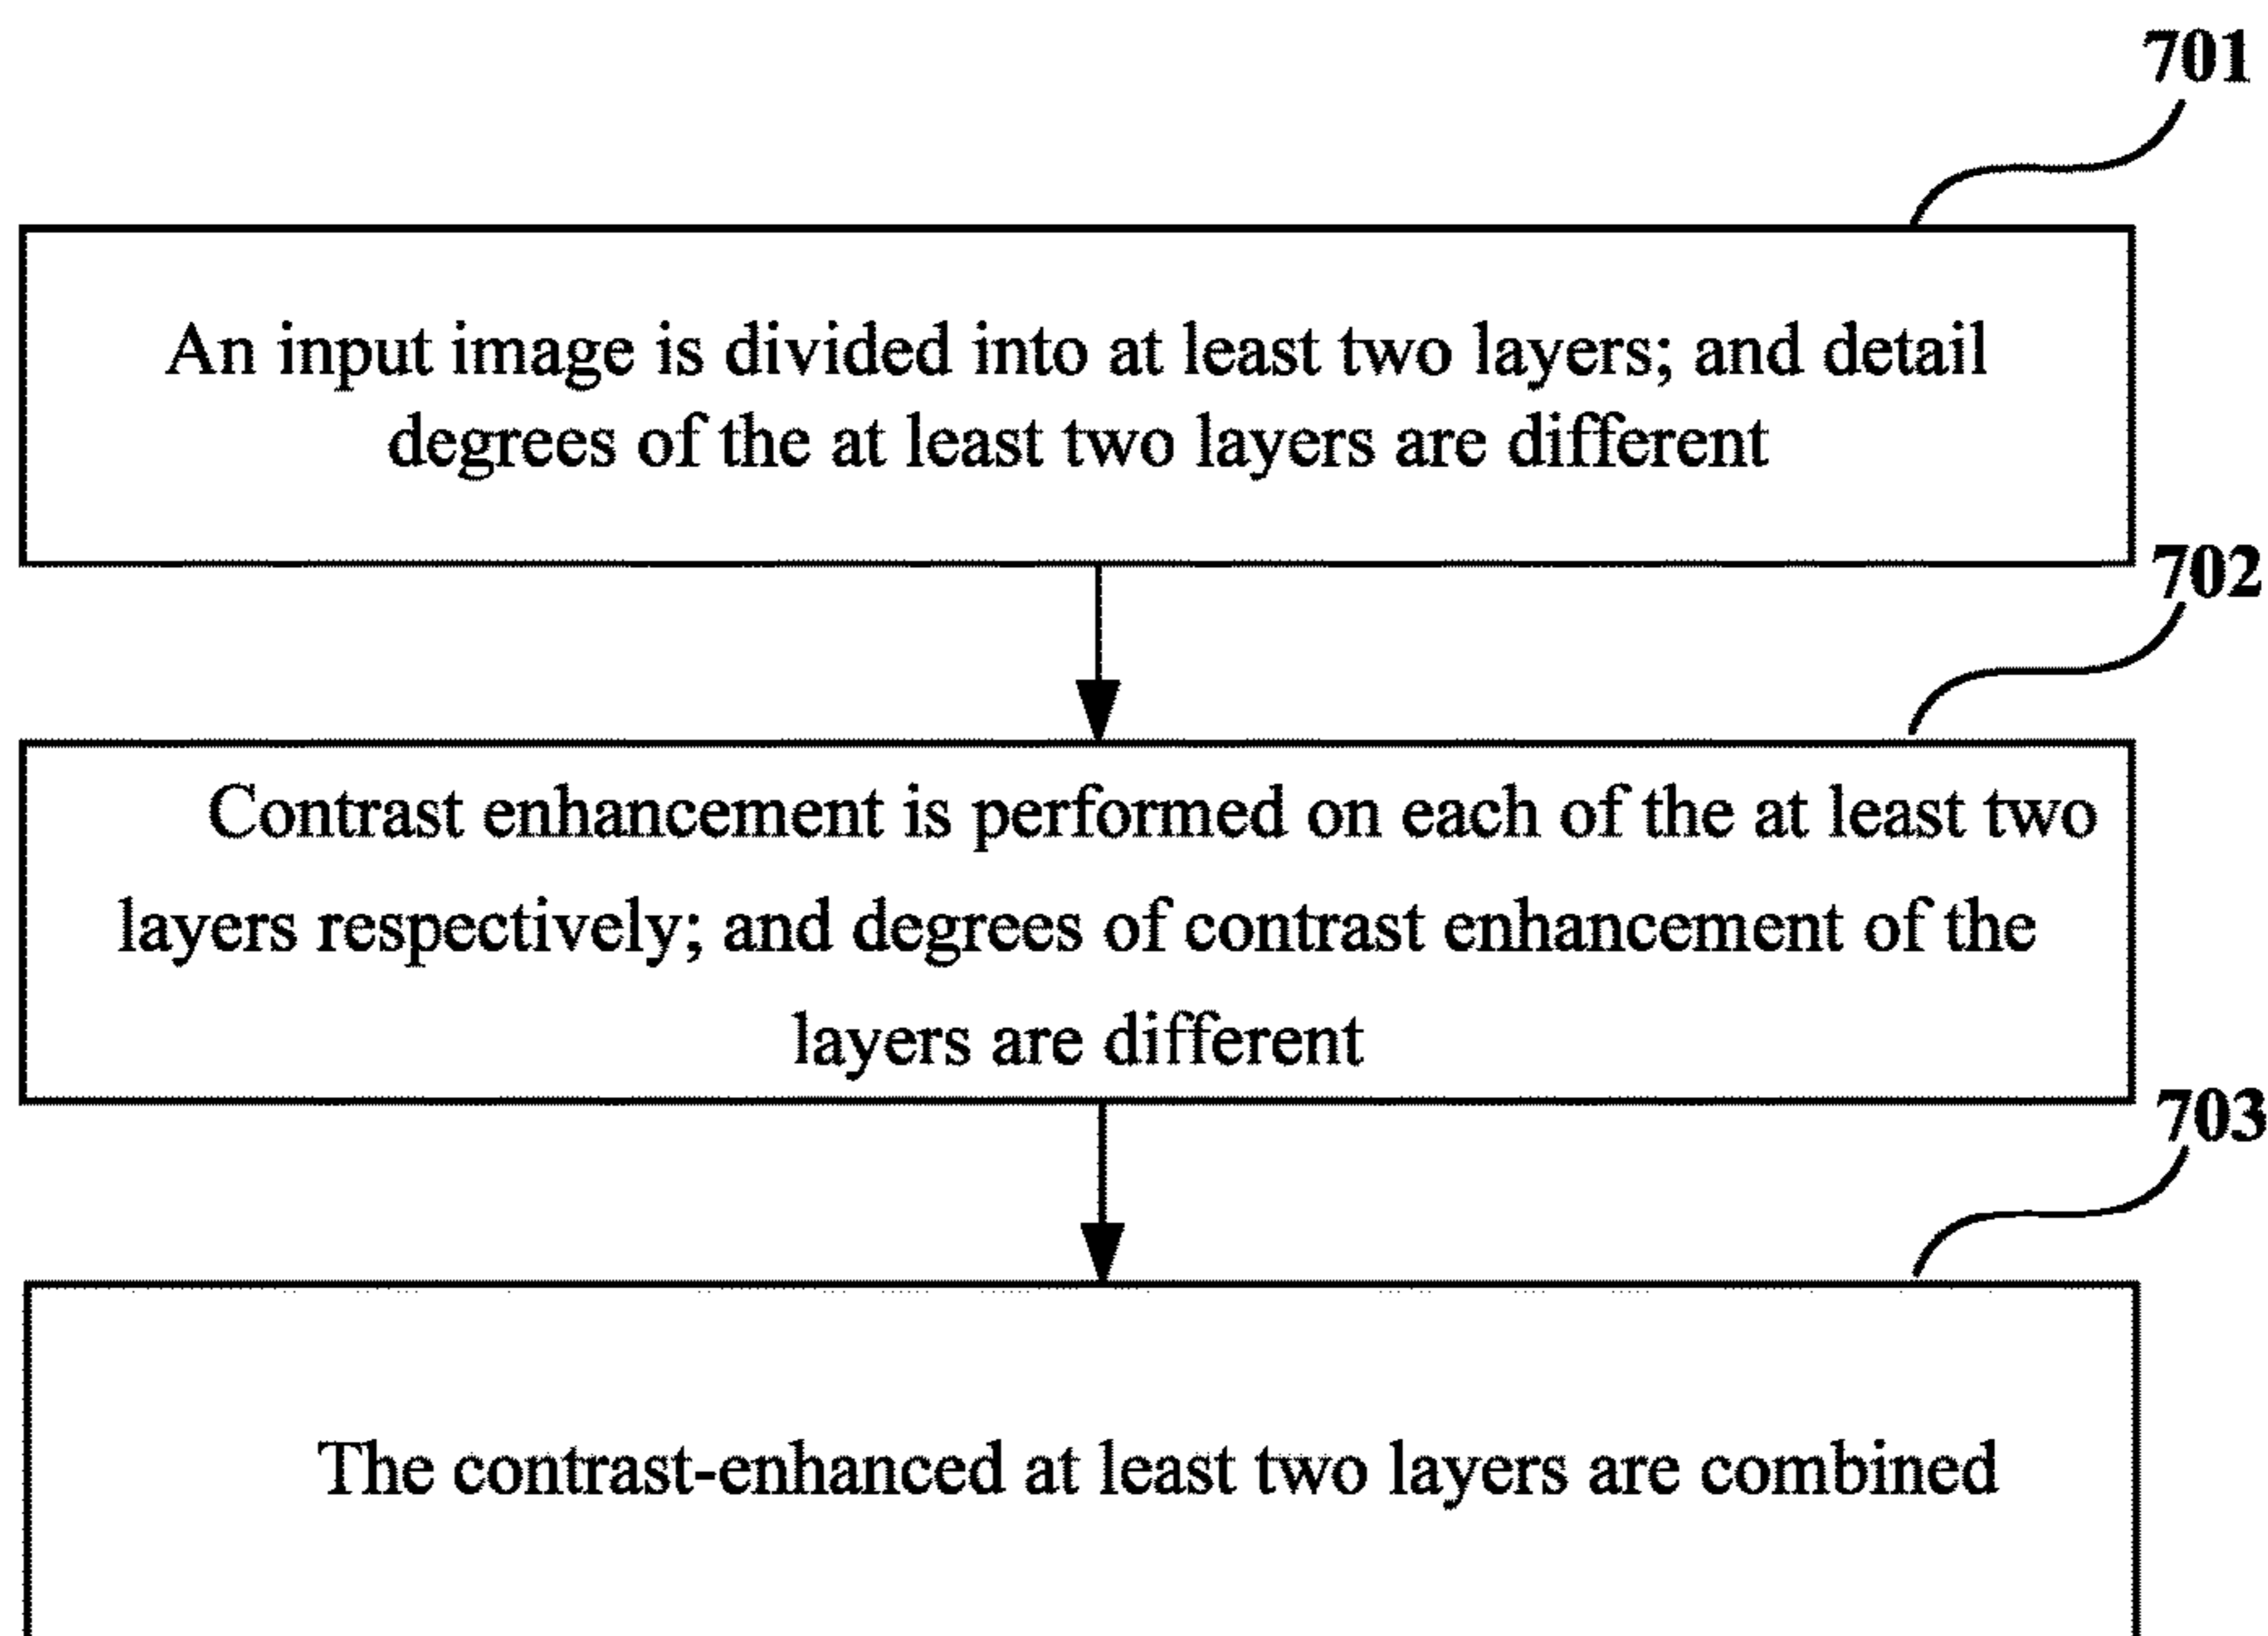 701
An input image is divided into at least two layers; and detail
degrees of the at least two layers are different
702
Contrast enhancement is performed on each of the at least two
layers respectively; and degrees of contrast enhancement of the
layers are different
703
The contrast-enhanced at least two layers are combined